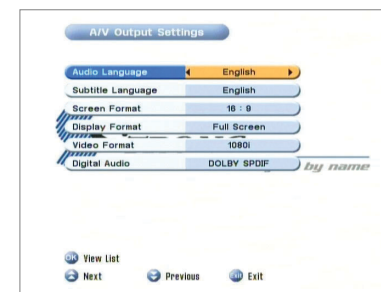 A/V Output Settings
Audio Language English
Subtitle Language English
Screen Format 16 : 9
Display Format Full Screen
Video Format 1080i
Digital Audio DOLBY SPDIF
by name
OK View List
Next Previous Exit